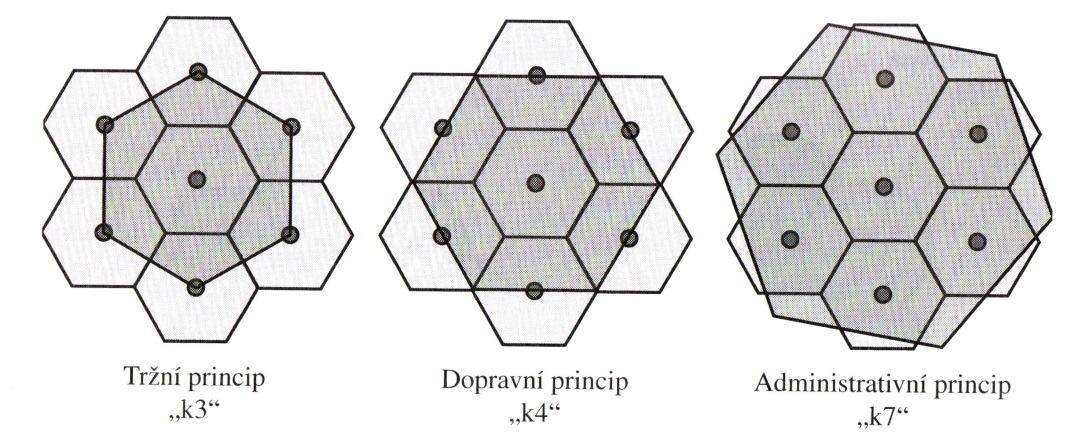 Tržní princip
„k3“
Dopravní princip
„k4“
Administrativní princip
„k7“